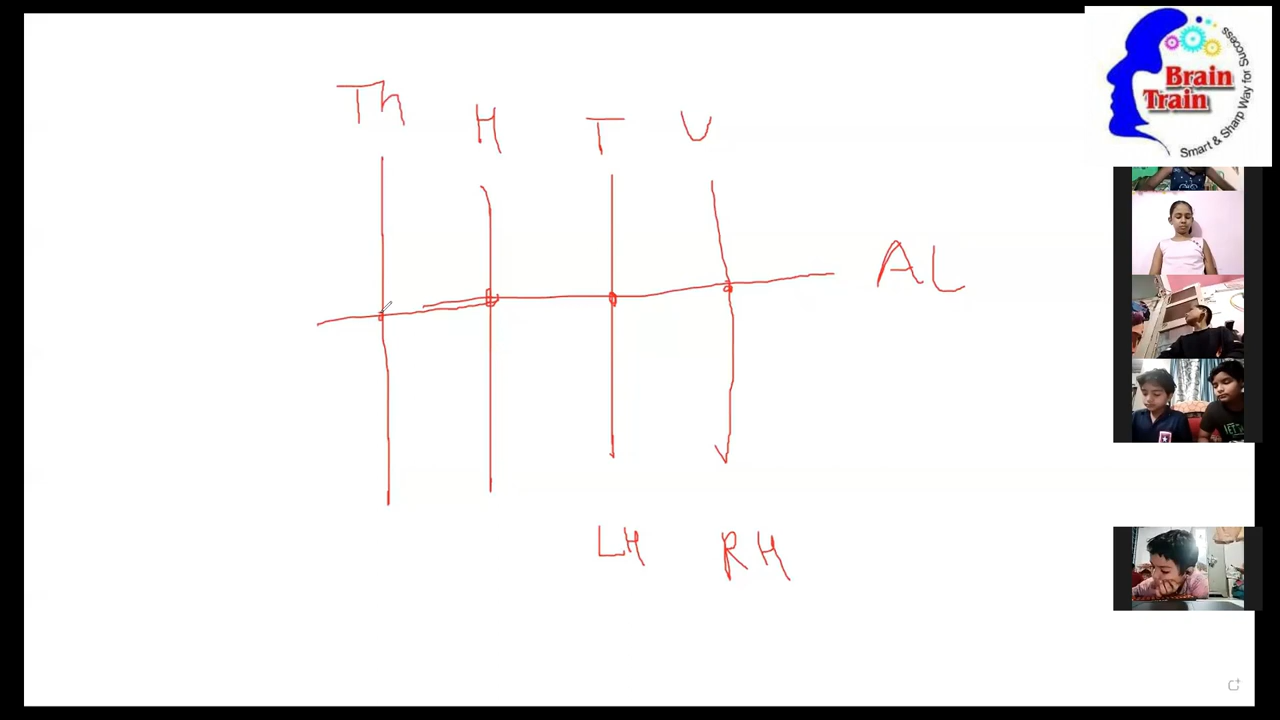 Th H T U
AL
LH RH
Brain
Train
Smart & Sharp Way for Success